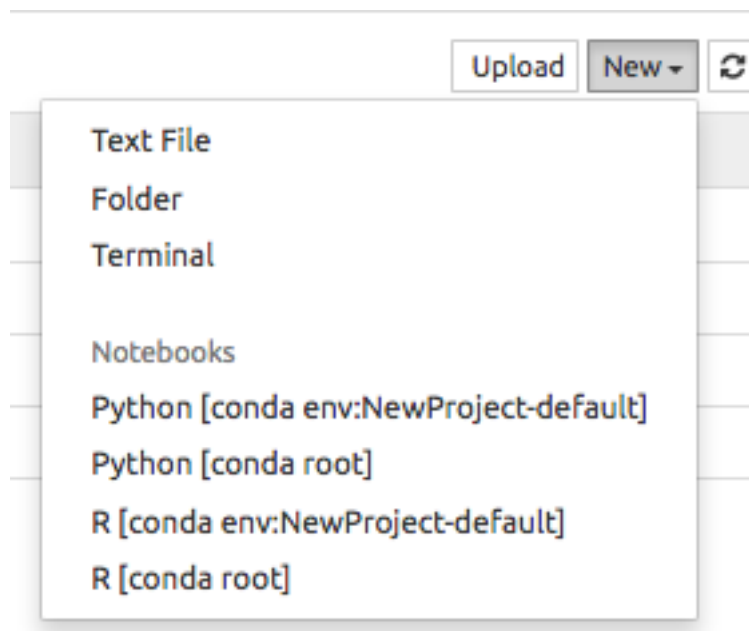 Upload New
Text File
Folder
Terminal
Notebooks
Python [conda env:NewProject-default]
Python [conda root]
R [conda env:NewProject-default]
R [conda root]